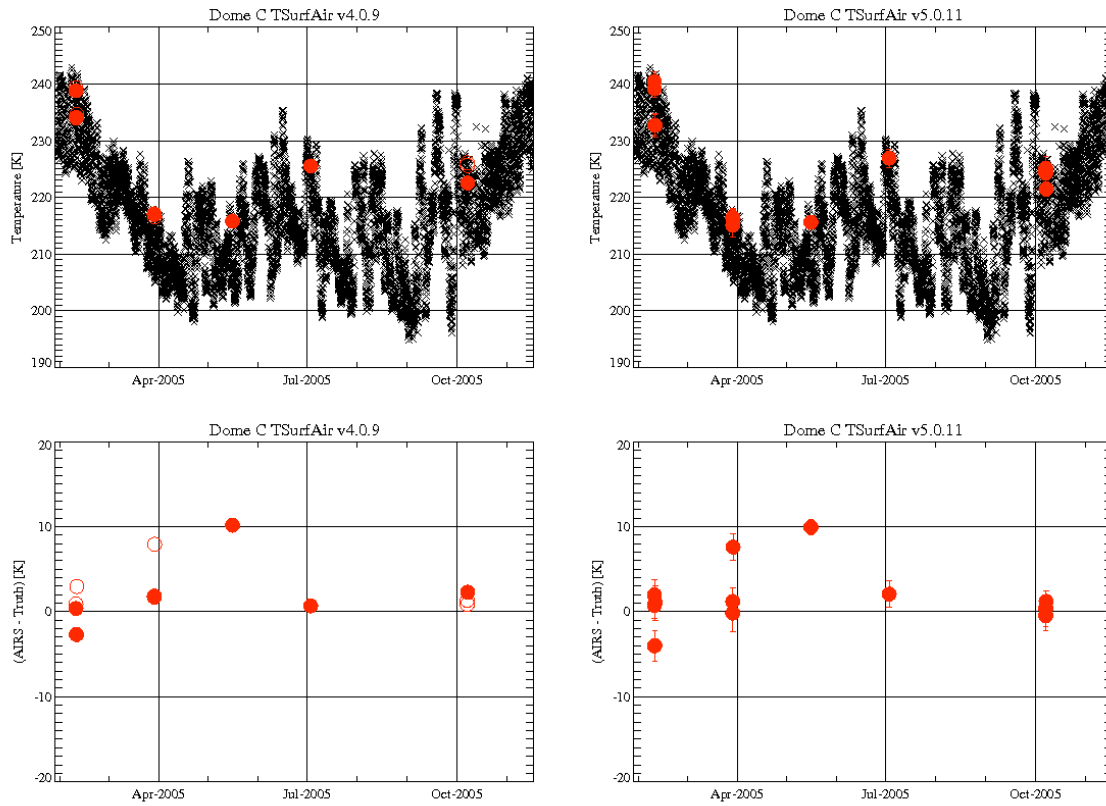 Dome C TSurfAir v4.0.9
250
240
230
220
210
200
190
Temperature [K]
Apr-2005
Jul-2005
Oct-2005
Dome C TSurfAir v5.0.11
250
240
230
220
210
200
190
Temperature [K]
Apr-2005
Jul-2005
Oct-2005
Dome C TSurfAir v4.0.9
20
10
0
-10
-20
(AIRS - Truth) [K]
Apr-2005
Jul-2005
Oct-2005
Dome C TSurfAir v5.0.11
20
10
0
-10
-20
(AIRS - Truth) [K]
Apr-2005
Jul-2005
Oct-2005